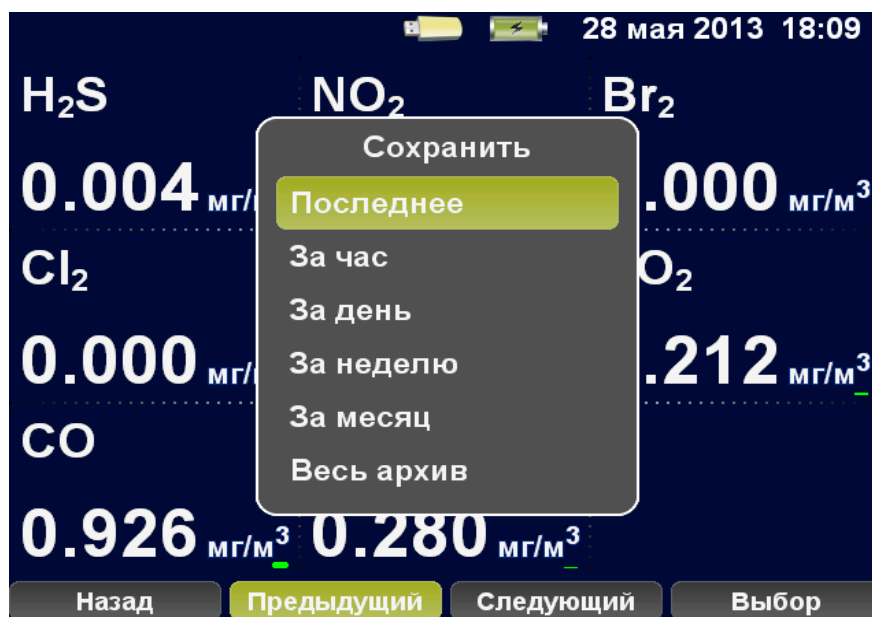 28 мая 2013 18:09
H₂S NO₂ Br₂
Сохранить
0.004 мг/ .000 мг/м³
Последнее
За час
Cl₂ O₂
За день
0.000 мг/ .212 мг/м³
За неделю
За месяц
CO
Весь архив
0.926 мг/м³ 0.280 мг/м³
Назад Предыдущий Следующий Выбор